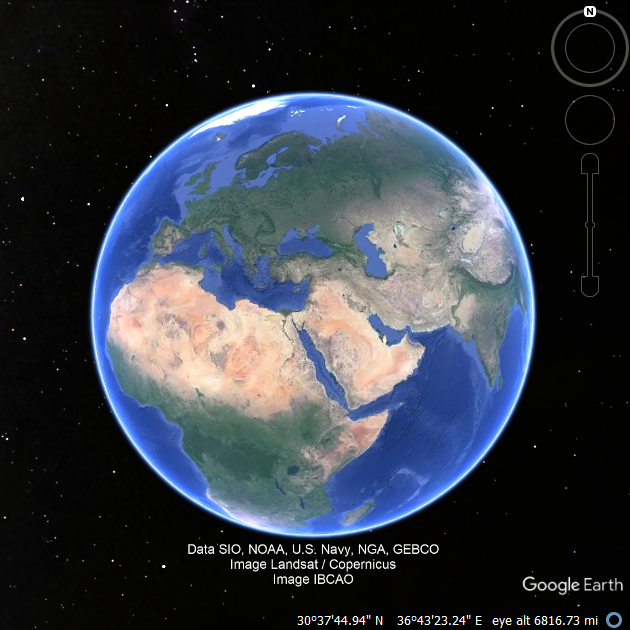 N
Data SIO, NOAA, U.S. Navy, NGA, GEBCO
Image Landsat / Copernicus
Image IBCAO
Google Earth
30°37'44.94" N 36°43'23.24" E eye alt 6816.73 mi